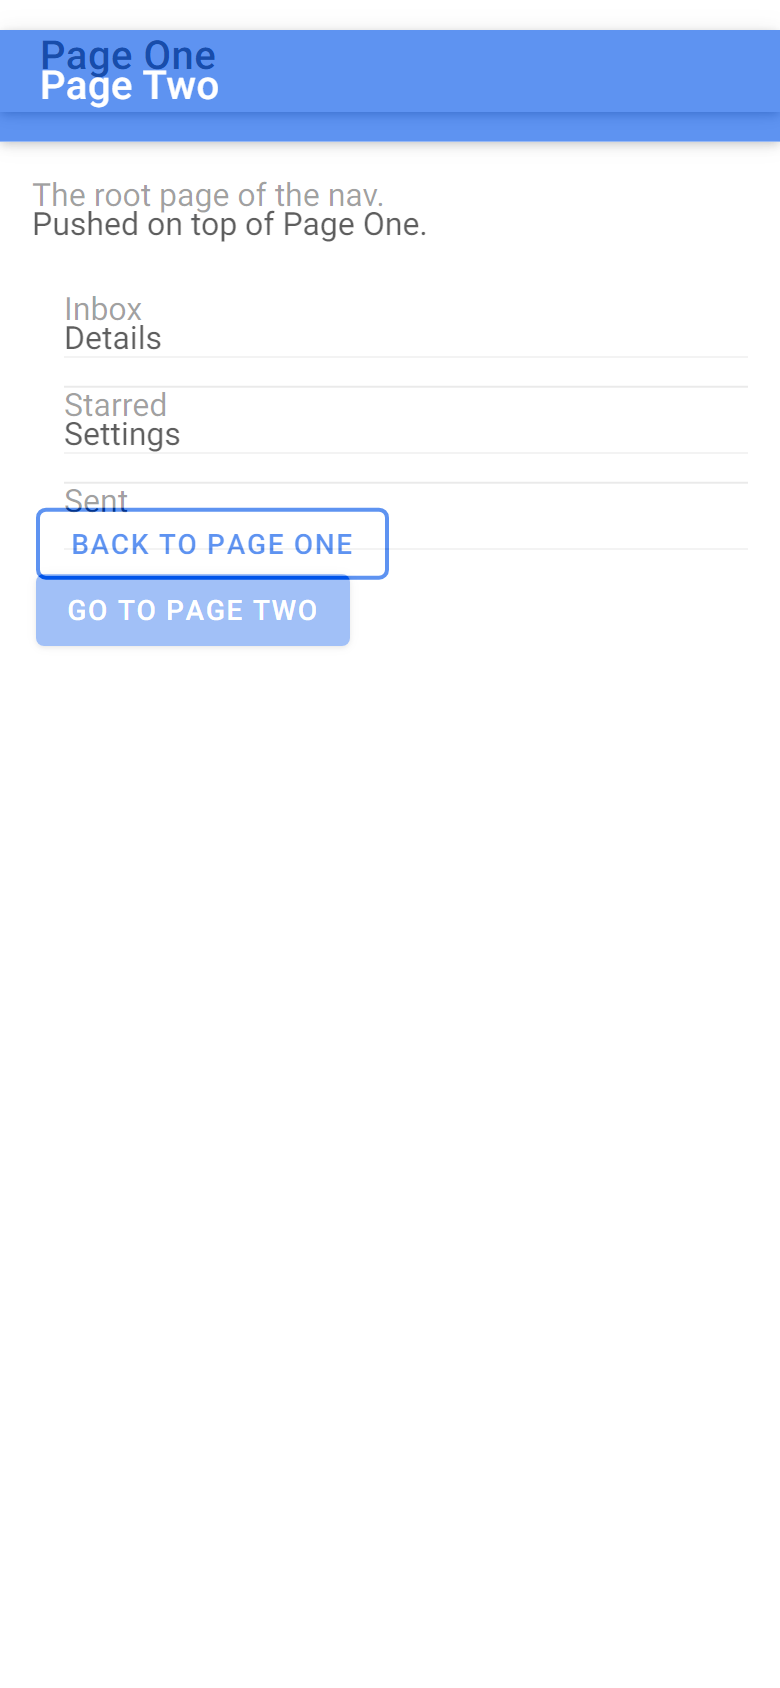 Page One
Page Two
The root page of the nav.
Pushed on top of Page One.
Inbox
Details
Starred
Settings
Sent
BACK TO PAGE ONE
GO TO PAGE TWO